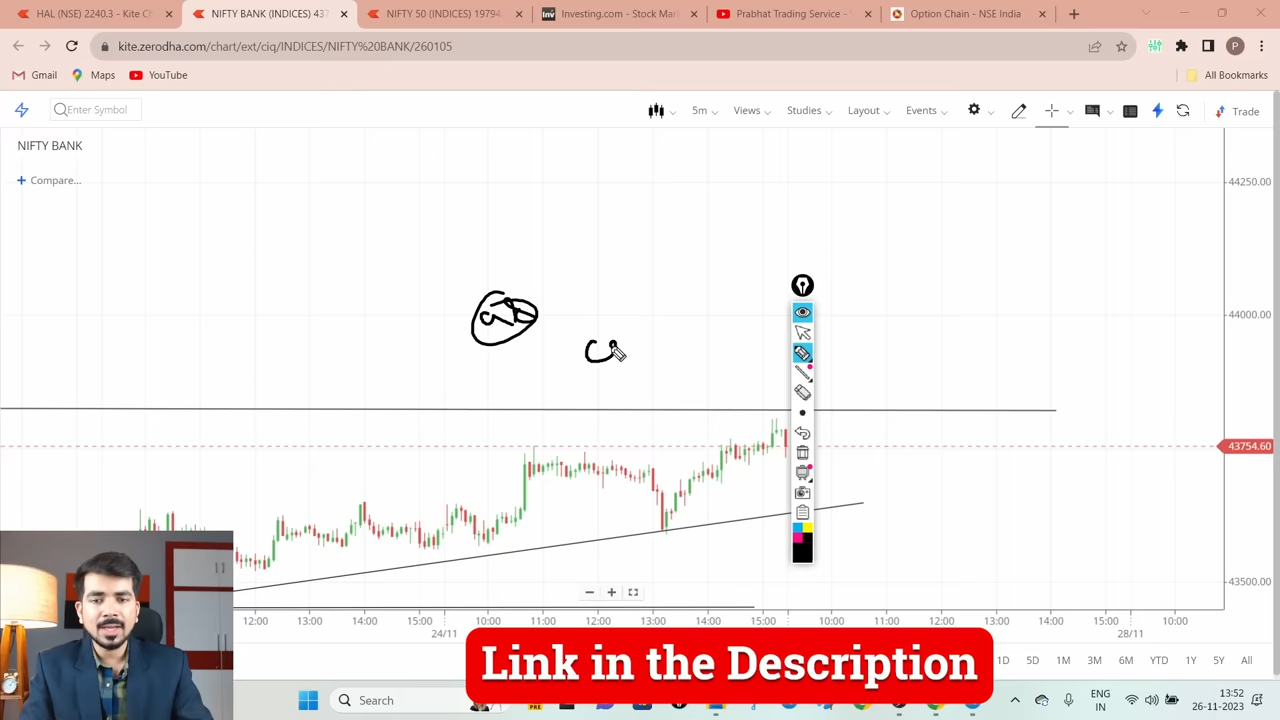 HAL (NSE) 2240.3 - Kite C
NIFTY BANK (INDICES) 437
NIFTY 50 (INDICES) 19794
Investing.com - Stock Mar
Prabhat Trading Service -
Option Chain - NSE India
kite.zerodha.com/chart/ext/ciq/INDICES/NIFTY%20BANK/260105
P
Gmail
Maps
YouTube
All Bookmarks
Enter Symbol
5m
Views
Studies
Layout
Events
Trade
NIFTY BANK
+ Compare...
44250.00
44000.00
43754.60
43500.00
12:00 13:00 14:00 15:00 10:00 11:00 12:00 13:00 14:00 15:00 10:00 11:00 12:00 13:00 14:00 15:00 10:00
24/11
28/11
Link in the Description
1D 5D 1M 3M 6M YTD 1Y 5Y All
Search
PRE
ENG
IN
13:52
26-11-2023